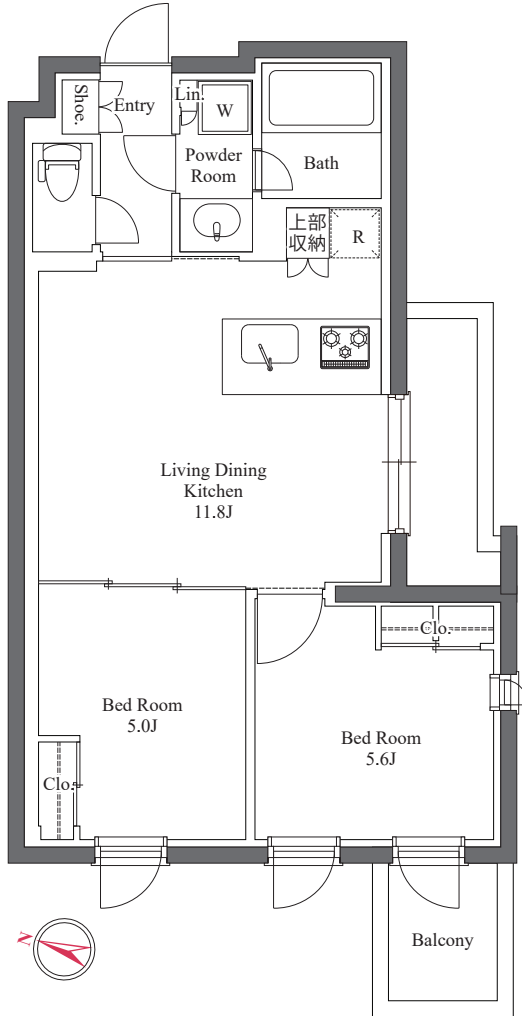 Shoe.
Entry
Lin.
W
Powder
Room
Bath
上部
収納
R
Living Dining
Kitchen
11.8J
Clo.
Bed Room
5.0J
Bed Room
5.6J
Clo.
Balcony
N